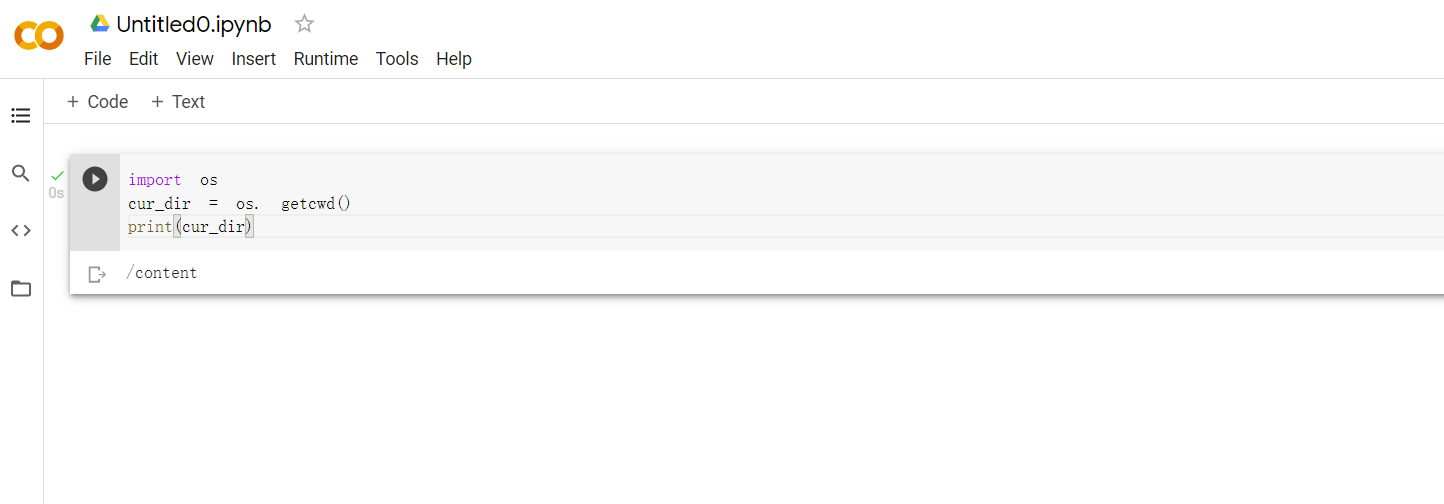 Untitled0.ipynb
File Edit View Insert Runtime Tools Help
+ Code + Text
0s
import os
cur_dir = os. getcwd()
print(cur_dir)
/content